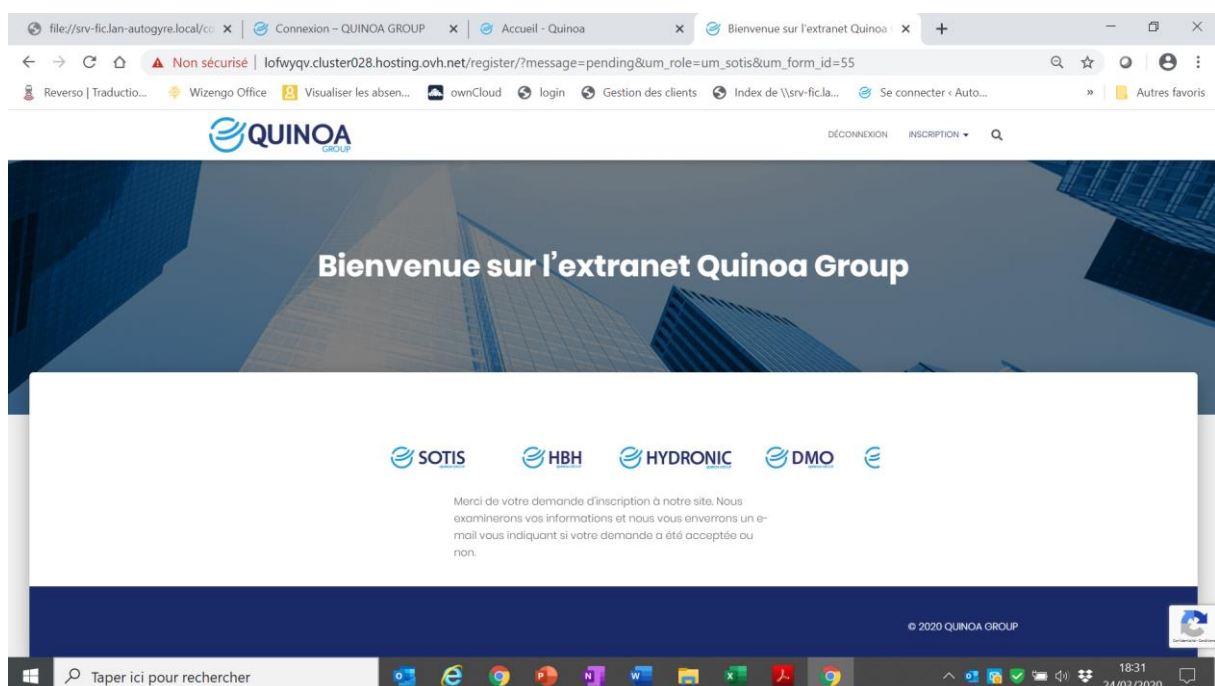 file://srv-fic.lan-autogyre.local/co
Connexion – QUINOA GROUP
Accueil - Quinoa
Bienvenue sur l'extranet Quinoa
Non sécurisé | lofwyqv.cluster028.hosting.ovh.net/register/?message=pending&um_role=um_sotis&um_form_id=55
Reverso | Traductio... Wizengo Office Visualiser les absen... ownCloud login Gestion des clients Index de \\srv-fic.la... Se connecter ‹ Auto... » Autres favoris
QUINOA
GROUP
DÉCONNEXION INSCRIPTION
Bienvenue sur l'extranet Quinoa Group
SOTIS HBH HYDRONIC DMO
Merci de votre demande d'inscription à notre site. Nous
examinerons vos informations et nous vous enverrons un e-
mail vous indiquant si votre demande a été acceptée ou
non.
© 2020 QUINOA GROUP
Taper ici pour rechercher
18:31
24/03/2020